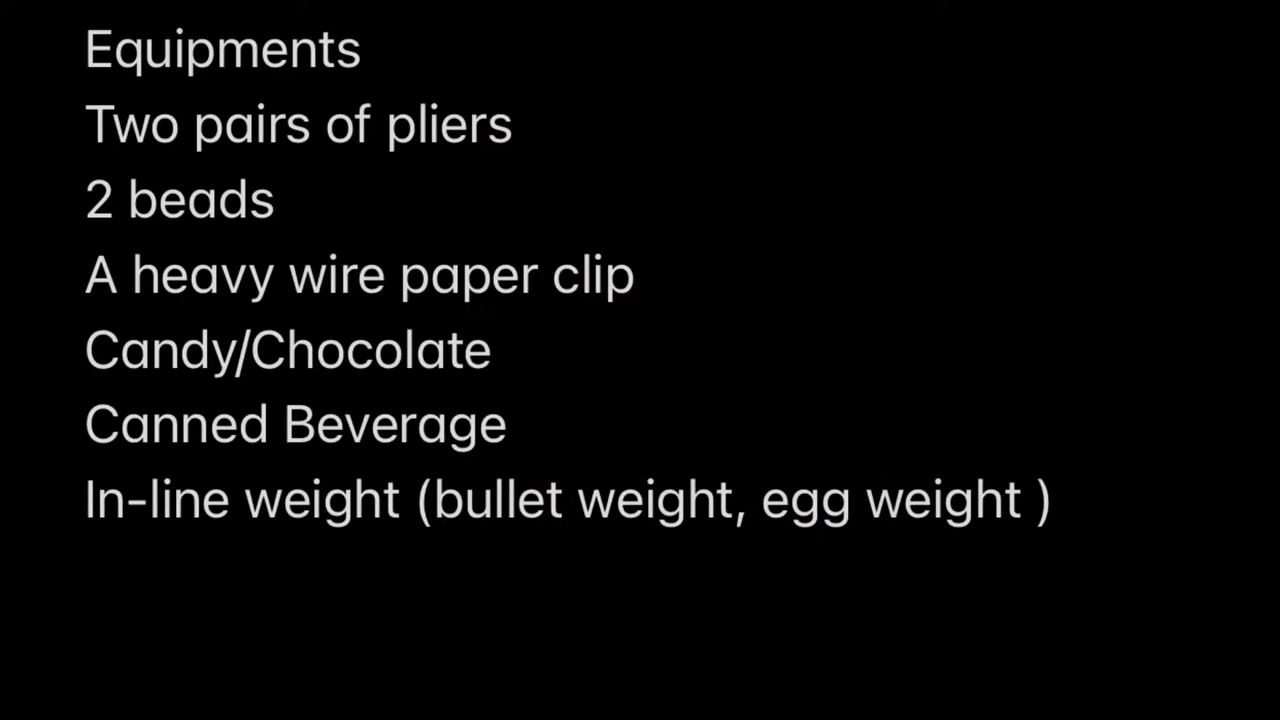 Equipments
Two pairs of pliers
2 beads
A heavy wire paper clip
Candy/Chocolate
Canned Beverage
In-line weight (bullet weight, egg weight )